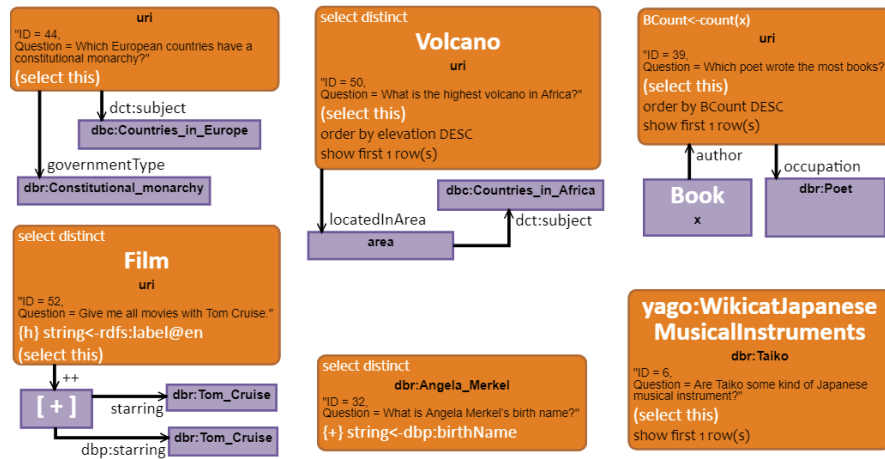 uri
"ID = 44,
Question = Which European countries have a
constitutional monarchy?"
(select this)
dct:subject
dbc:Countries_in_Europe
governmentType
dbr:Constitutional_monarchy
select distinct
Volcano
uri
"ID = 50,
Question = What is the highest volcano in Africa?"
(select this)
order by elevation DESC
show first 1 row(s)
dbc:Countries_in_Africa
locatedInArea
dct:subject
area
BCount<-count(x)
uri
"ID = 39,
Question = Which poet wrote the most books?"
(select this)
order by BCount DESC
show first 1 row(s)
author
occupation
Book
x
dbr:Poet
select distinct
Film
uri
"ID = 52,
Question = Give me all movies with Tom Cruise."
{h} string<-rdfs:label@en
(select this)
++
[ + ]
starring
dbr:Tom_Cruise
dbp:starring
dbr:Tom_Cruise
select distinct
dbr:Angela_Merkel
"ID = 32,
Question = What is Angela Merkel's birth name?"
{+} string<-dbp:birthName
yago:WikicatJapanese
MusicalInstruments
dbr:Taiko
"ID = 6,
Question = Are Taiko some kind of Japanese
musical instrument?"
(select this)
show first 1 row(s)